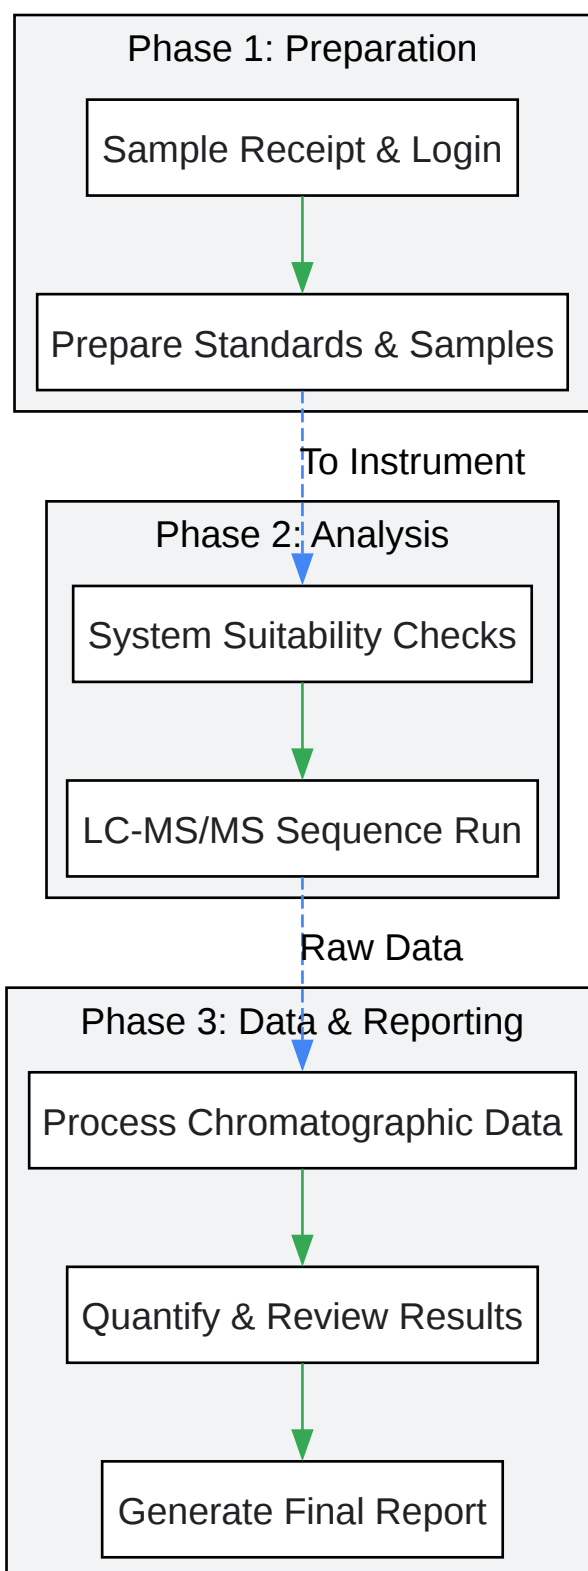 Phase 1: Preparation
Sample Receipt & Login
Prepare Standards & Samples
To Instrument
Phase 2: Analysis
System Suitability Checks
LC-MS/MS Sequence Run
Raw Data
Phase 3: Data & Reporting
Process Chromatographic Data
Quantify & Review Results
Generate Final Report